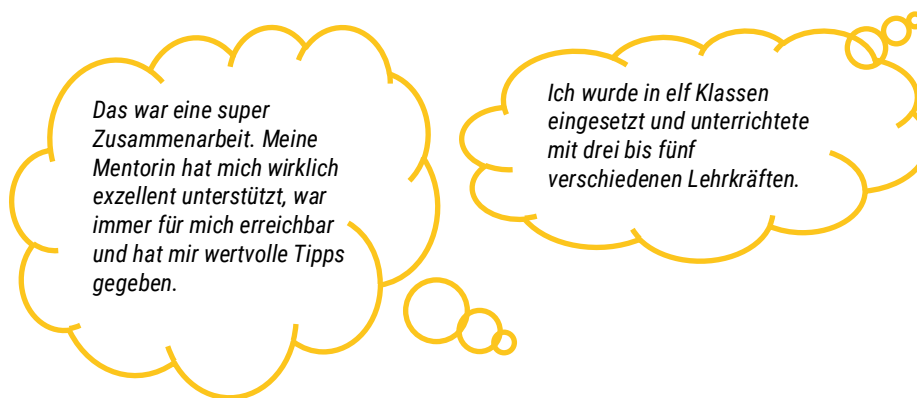 Das war eine super
Zusammenarbeit. Meine
Mentorin hat mich wirklich
exzellent unterstützt, war
immer für mich erreichbar
und hat mir wertvolle Tipps
gegeben.
Ich wurde in elf Klassen
eingesetzt und unterrichtete
mit drei bis fünf
verschiedenen Lehrkräften.